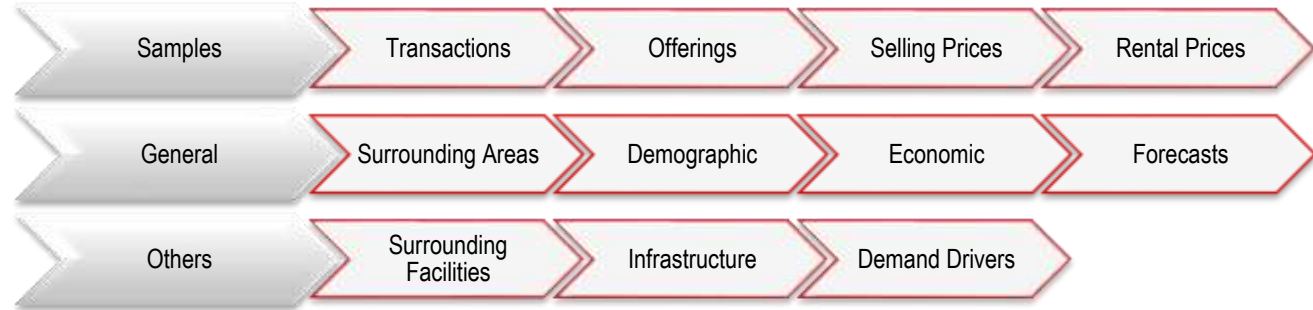 Samples
Transactions
Offerings
Selling Prices
Rental Prices
General
Surrounding Areas
Demographic
Economic
Forecasts
Others
Surrounding
Facilities
Infrastructure
Demand Drivers